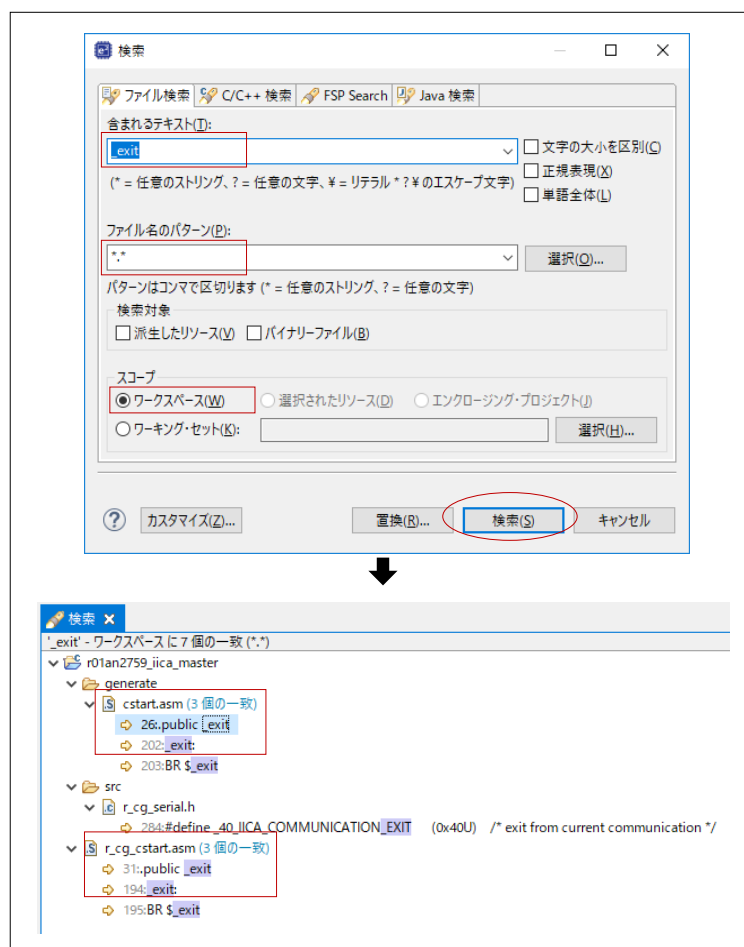 検索
ファイル検索 C/C++ 検索 FSP Search Java 検索
含まれるテキスト(T):
_exit
文字の大小を区別(C)
正規表現(X)
(* = 任意のストリング、? = 任意の文字、¥ = リテラル * ? ¥ のエスケープ文字)
単語全体(L)
ファイル名のパターン(P):
*.*
選択(O)...
パターンはコンマで区切ります (* = 任意のストリング、? = 任意の文字)
検索対象
派生したリソース(V) バイナリーファイル(B)
スコープ
ワークスペース(W) 選択されたリソース(D) エンクロージング・プロジェクト(J)
ワーキング・セット(K): 選択(H)...
カスタマイズ(Z)... 置換(R)... 検索(S) キャンセル
検索
'_exit' - ワークスペース に 7 個の一致 (*.*)
r01an2759_iica_master
generate
cstart.asm (3 個の一致)
26:.public _exit
202:_exit:
203:BR $_exit
src
r_cg_serial.h
284:#define _40_IICA_COMMUNICATION_EXIT (0x40U) /* exit from current communication */
r_cg_cstart.asm (3 個の一致)
31:.public _exit
194:_exit:
195:BR $_exit